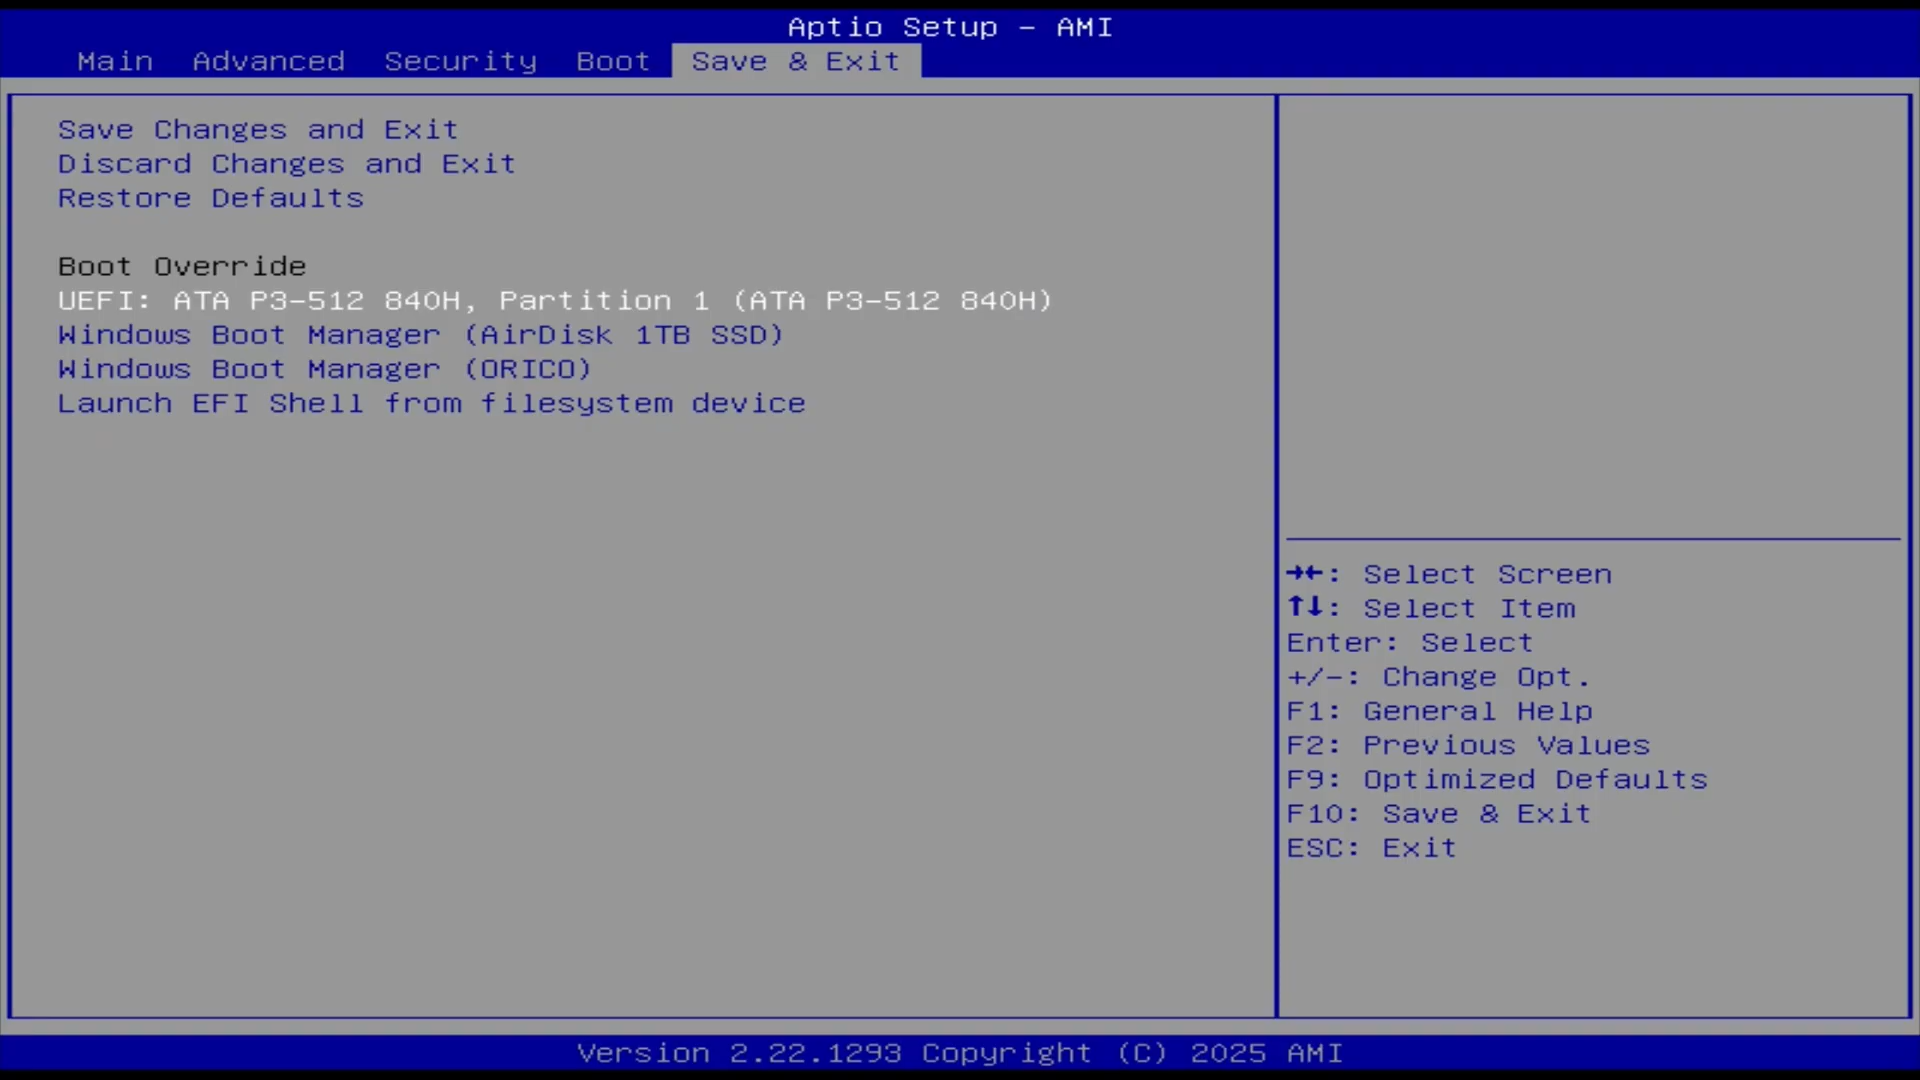 Aptio Setup – AMI
Main Advanced Security Boot Save & Exit
Save Changes and Exit
Discard Changes and Exit
Restore Defaults
Boot Override
UEFI: ATA P3-512 840H, Partition 1 (ATA P3-512 840H)
Windows Boot Manager (AirDisk 1TB SSD)
Windows Boot Manager (ORICO)
Launch EFI Shell from filesystem device
→←: Select Screen
↑↓: Select Item
Enter: Select
+/-: Change Opt.
F1: General Help
F2: Previous Values
F9: Optimized Defaults
F10: Save & Exit
ESC: Exit
Version 2.22.1293 Copyright (C) 2025 AMI